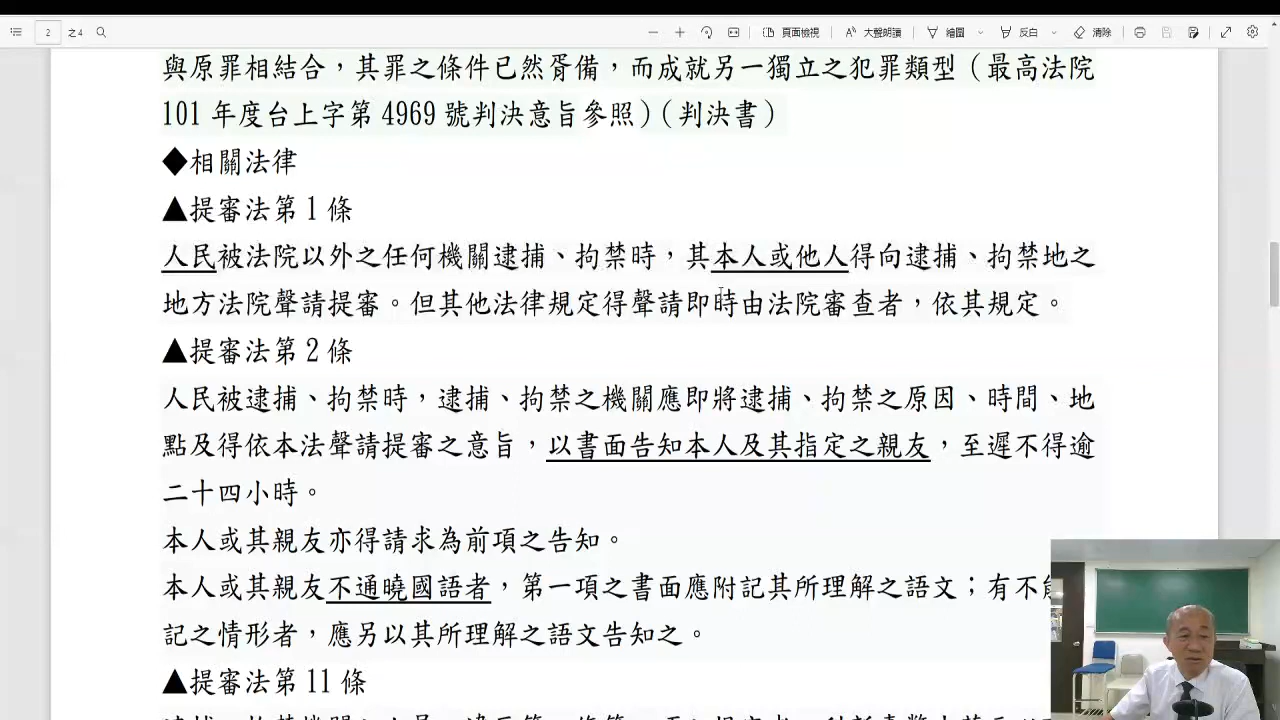 2 之4 頁面檢視 大聲朗讀 繪圖 反白 清除
與原罪相結合，其罪之條件已然胥備，而成就另一獨立之犯罪類型（最高法院
101 年度台上字第 4969 號判決意旨參照）（判決書）
◆相關法律
▲提審法第 1 條
人民被法院以外之任何機關逮捕、拘禁時，其本人或他人得向逮捕、拘禁地之
地方法院聲請提審。但其他法律規定得聲請即時由法院審查者，依其規定。
▲提審法第 2 條
人民被逮捕、拘禁時，逮捕、拘禁之機關應即將逮捕、拘禁之原因、時間、地
點及得依本法聲請提審之意旨，以書面告知本人及其指定之親友，至遲不得逾
二十四小時。
本人或其親友亦得請求為前項之告知。
本人或其親友不通曉國語者，第一項之書面應附記其所理解之語文；有不
記之情形者，應另以其所理解之語文告知之。
▲提審法第 11 條